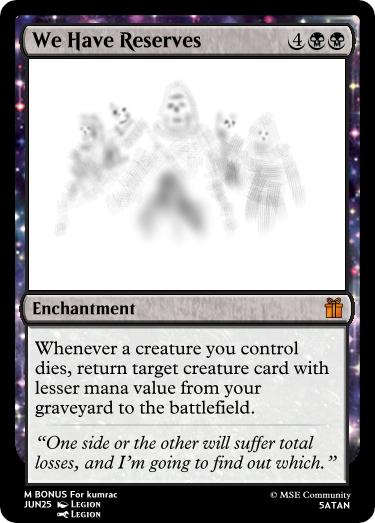 We Have Reserves 4
Enchantment
Whenever a creature you control
dies, return target creature card with
lesser mana value from your
graveyard to the battlefield.
“One side or the other will suffer total
losses, and I’m going to find out which.”
M BONUS For kumrac © MSE Community
JUN25 Legion 5ATAN
Legion